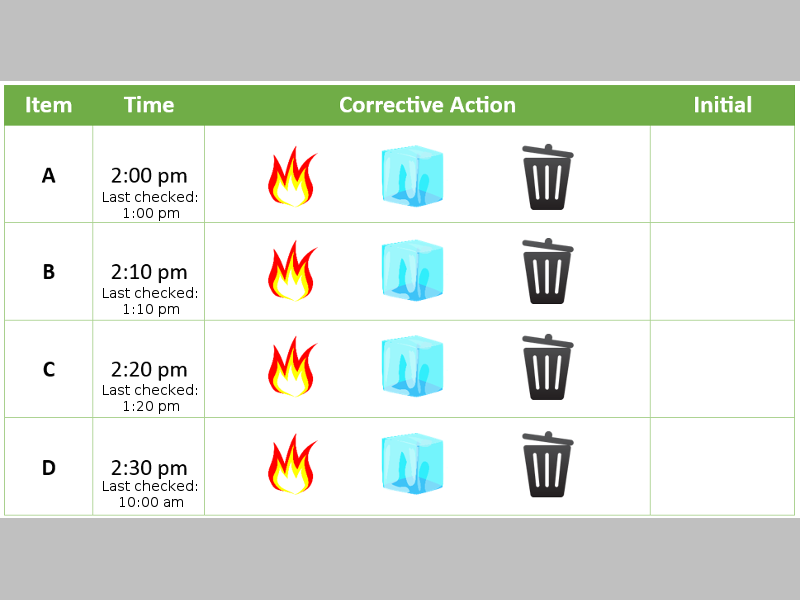 Item Time Corrective Action Initial
A 2:00 pm
Last checked:
1:00 pm
B 2:10 pm
Last checked:
1:10 pm
C 2:20 pm
Last checked:
1:20 pm
D 2:30 pm
Last checked:
10:00 am